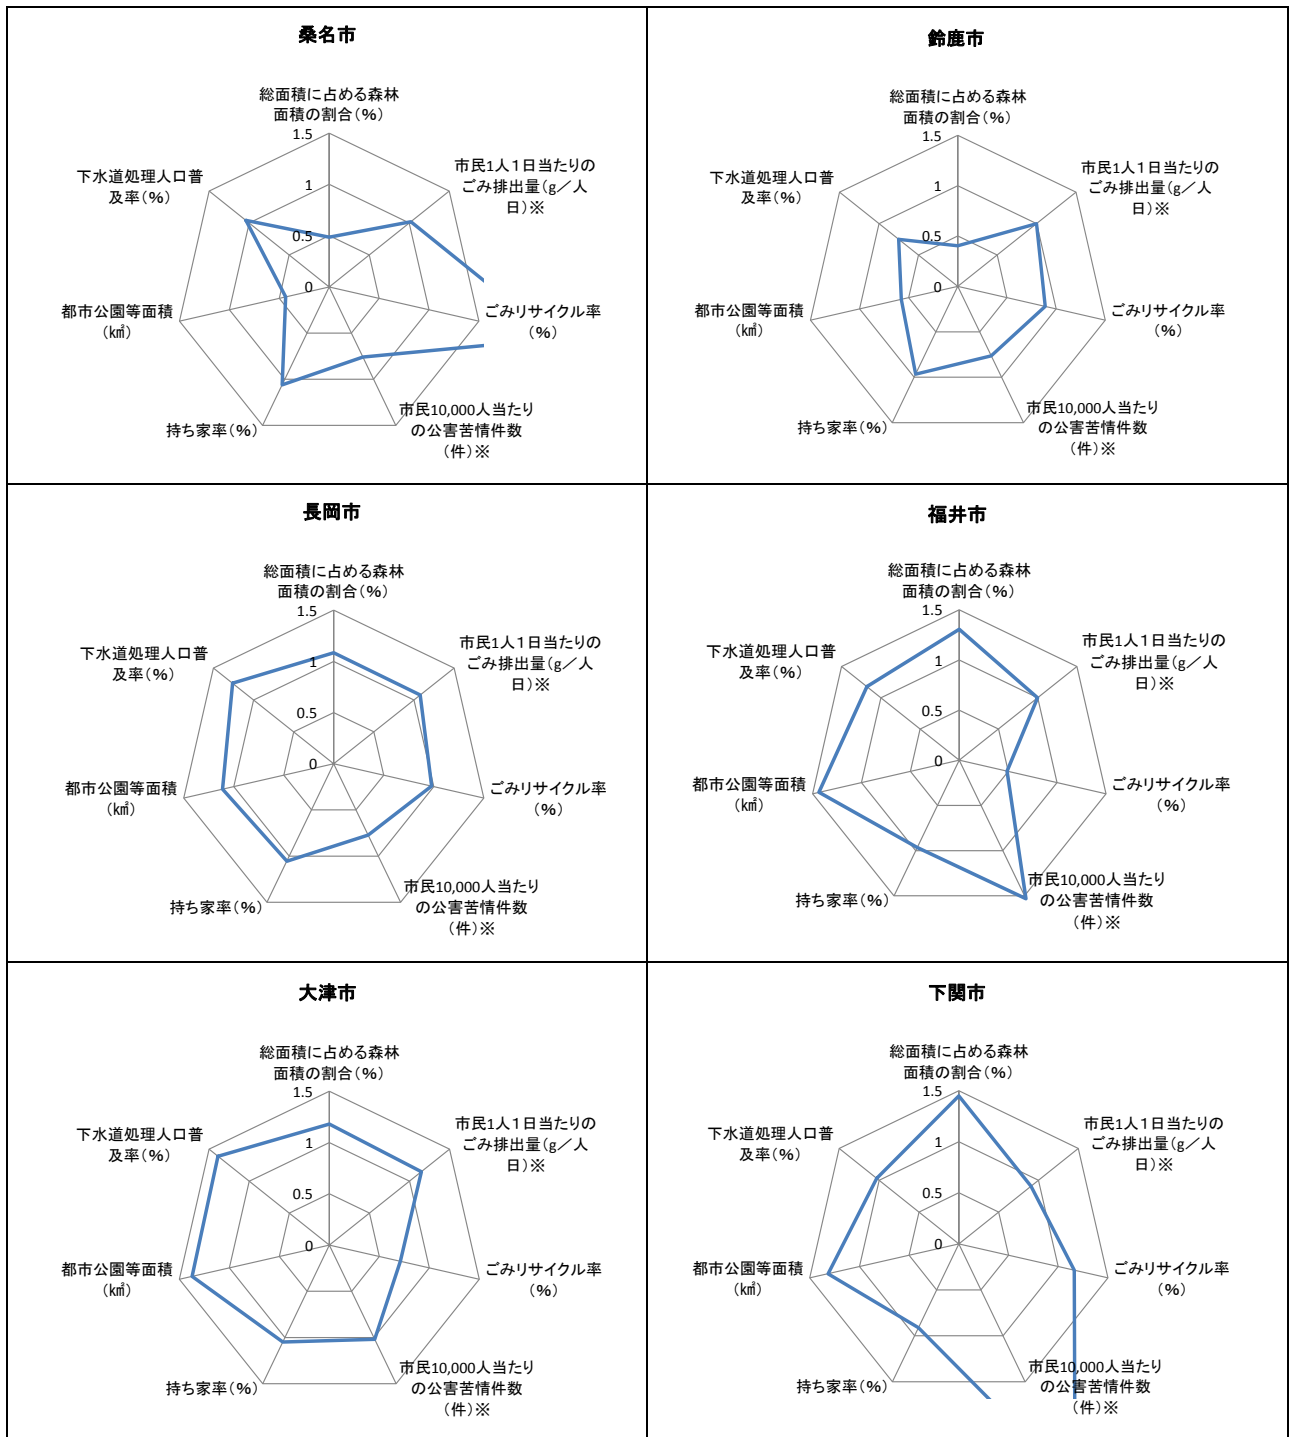 桑名市
総面積に占める森林
面積の割合(%)
1.5
市民1人1日当たりの
ごみ排出量(g/人
日)※
下水道処理人口普
及率(%)
1
0.5
0
都市公園等面積
(㎢)
ごみリサイクル率
(%)
持ち家率(%)
市民10,000人当たり
の公害苦情件数
(件)※
鈴鹿市
総面積に占める森林
面積の割合(%)
1.5
市民1人1日当たりの
ごみ排出量(g/人
日)※
下水道処理人口普
及率(%)
1
0.5
0
都市公園等面積
(㎢)
ごみリサイクル率
(%)
持ち家率(%)
市民10,000人当たり
の公害苦情件数
(件)※
長岡市
総面積に占める森林
面積の割合(%)
1.5
市民1人1日当たりの
ごみ排出量(g/人
日)※
下水道処理人口普
及率(%)
1
0.5
0
都市公園等面積
(㎢)
ごみリサイクル率
(%)
持ち家率(%)
市民10,000人当たり
の公害苦情件数
(件)※
福井市
総面積に占める森林
面積の割合(%)
1.5
市民1人1日当たりの
ごみ排出量(g/人
日)※
下水道処理人口普
及率(%)
1
0.5
0
都市公園等面積
(㎢)
ごみリサイクル率
(%)
持ち家率(%)
市民10,000人当たり
の公害苦情件数
(件)※
大津市
総面積に占める森林
面積の割合(%)
1.5
市民1人1日当たりの
ごみ排出量(g/人
日)※
下水道処理人口普
及率(%)
1
0.5
0
都市公園等面積
(㎢)
ごみリサイクル率
(%)
持ち家率(%)
市民10,000人当たり
の公害苦情件数
(件)※
下関市
総面積に占める森林
面積の割合(%)
1.5
市民1人1日当たりの
ごみ排出量(g/人
日)※
下水道処理人口普
及率(%)
1
0.5
0
都市公園等面積
(㎢)
ごみリサイクル率
(%)
持ち家率(%)
市民10,000人当たり
の公害苦情件数
(件)※